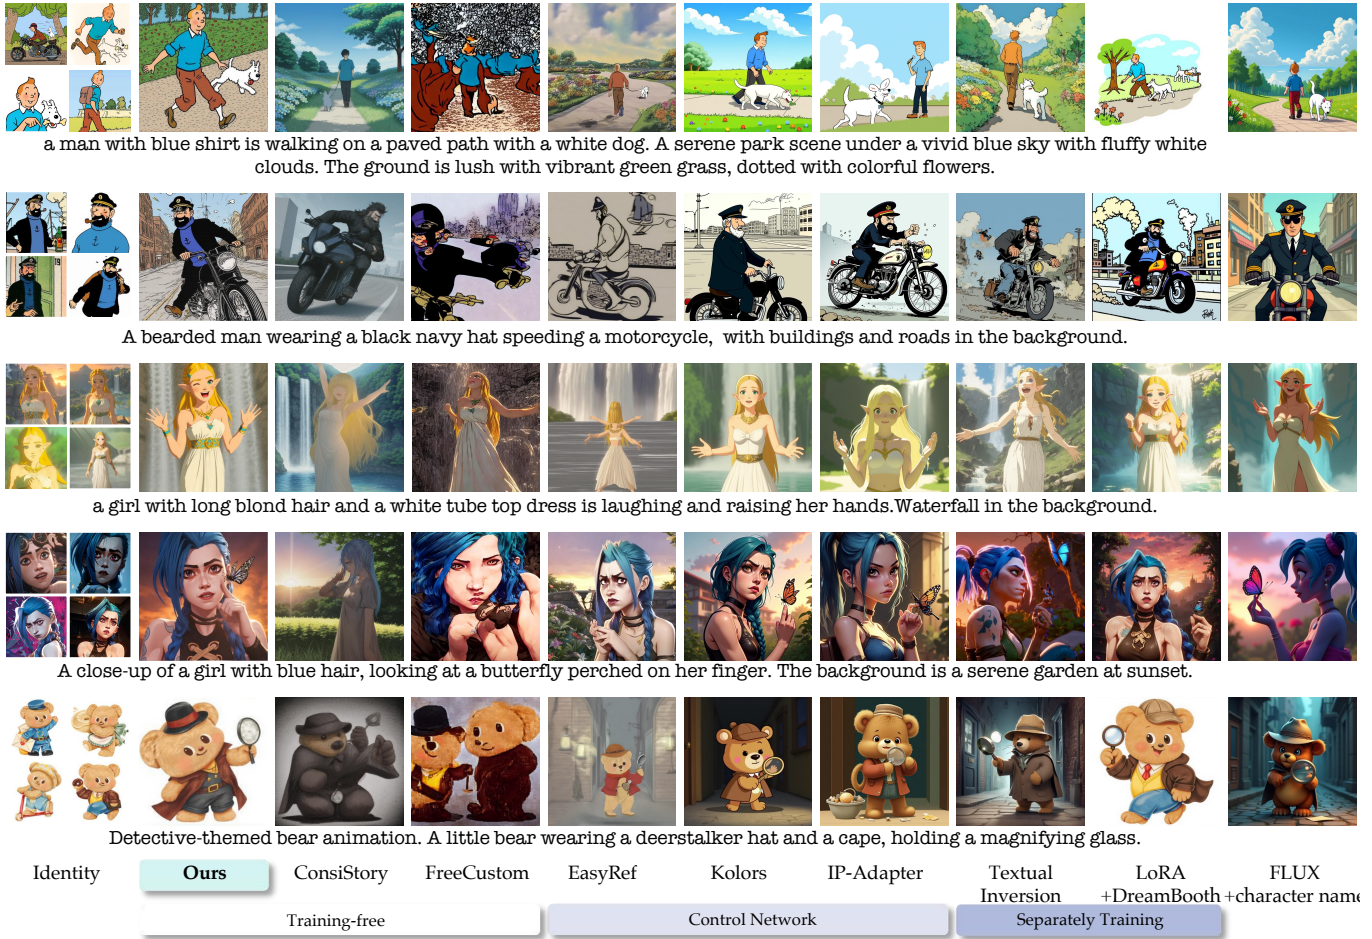 a man with blue shirt is walking on a paved path with a white dog. A serene park scene under a vivid blue sky with fluffy white
clouds. The ground is lush with vibrant green grass, dotted with colorful flowers.
A bearded man wearing a black navy hat speeding a motorcycle, with buildings and roads in the background.
a girl with long blond hair and a white tube top dress is laughing and raising her hands.Waterfall in the background.
A close-up of a girl with blue hair, looking at a butterfly perched on her finger. The background is a serene garden at sunset.
Detective-themed bear animation. A little bear wearing a deerstalker hat and a cape, holding a magnifying glass.
Identity Ours ConsiStory FreeCustom EasyRef Kolors IP-Adapter Textual LoRA FLUX
Inversion +DreamBooth +character name
Training-free Control Network Separately Training